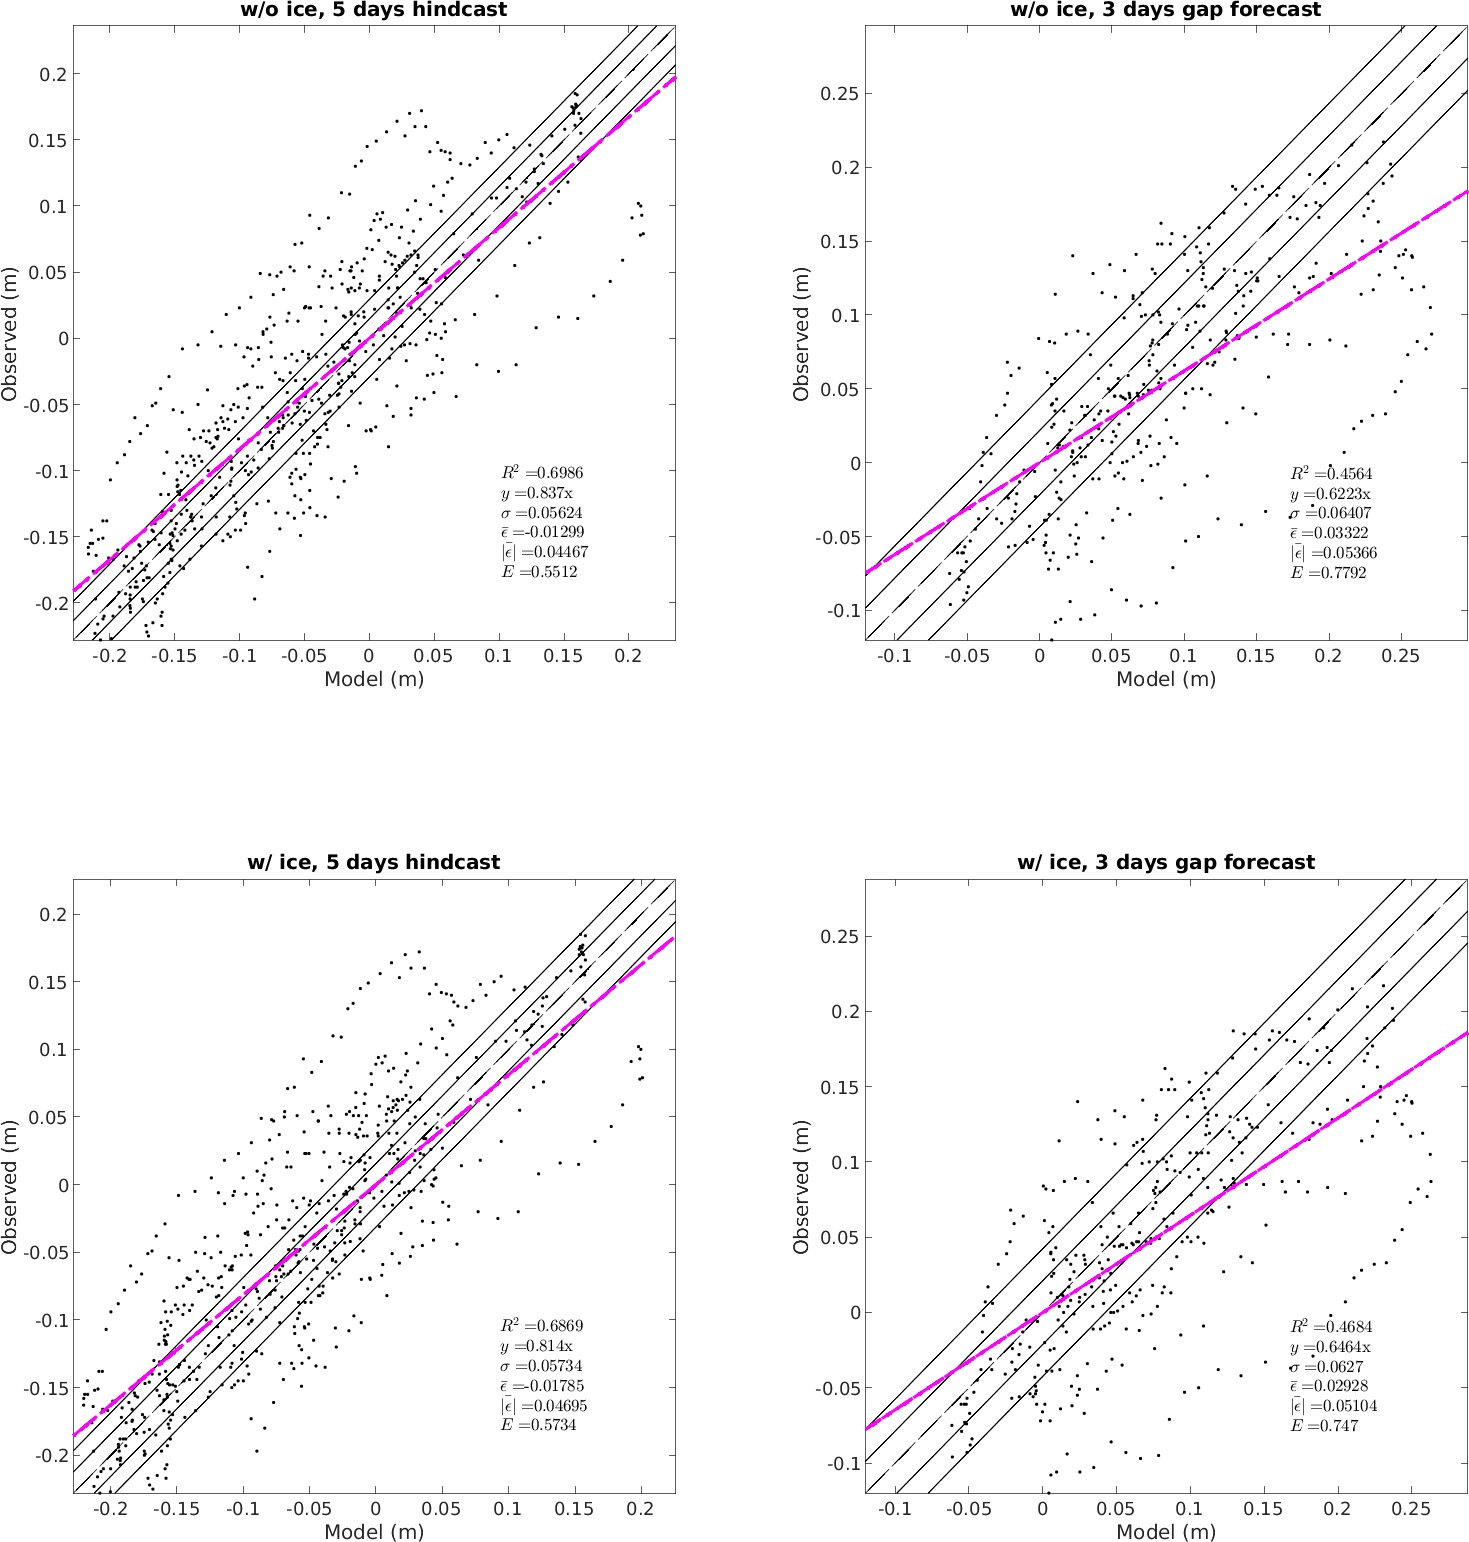 w/o ice, 5 days hindcast
0.2
0.15
0.1
0.05
0
-0.05
-0.1
-0.15
-0.2
Observed (m)
R² =0.6986
y =0.837x
σ =0.05624
ε̄ =-0.01299
|ε̄| =0.04467
E =0.5512
-0.2 -0.15 -0.1 -0.05 0 0.05 0.1 0.15 0.2
Model (m)
w/o ice, 3 days gap forecast
0.25
0.2
0.15
0.1
0.05
0
-0.05
-0.1
Observed (m)
R² =0.4564
y =0.6223x
σ =0.06407
ε̄ =0.03322
|ε̄| =0.05366
E =0.7792
-0.1 -0.05 0 0.05 0.1 0.15 0.2 0.25
Model (m)
w/ ice, 5 days hindcast
0.2
0.15
0.1
0.05
0
-0.05
-0.1
-0.15
-0.2
Observed (m)
R² =0.6869
y =0.814x
σ =0.05734
ε̄ =-0.01785
|ε̄| =0.04695
E =0.5734
-0.2 -0.15 -0.1 -0.05 0 0.05 0.1 0.15 0.2
Model (m)
w/ ice, 3 days gap forecast
0.25
0.2
0.15
0.1
0.05
0
-0.05
-0.1
Observed (m)
R² =0.4684
y =0.6464x
σ =0.0627
ε̄ =0.02928
|ε̄| =0.05104
E =0.747
-0.1 -0.05 0 0.05 0.1 0.15 0.2 0.25
Model (m)